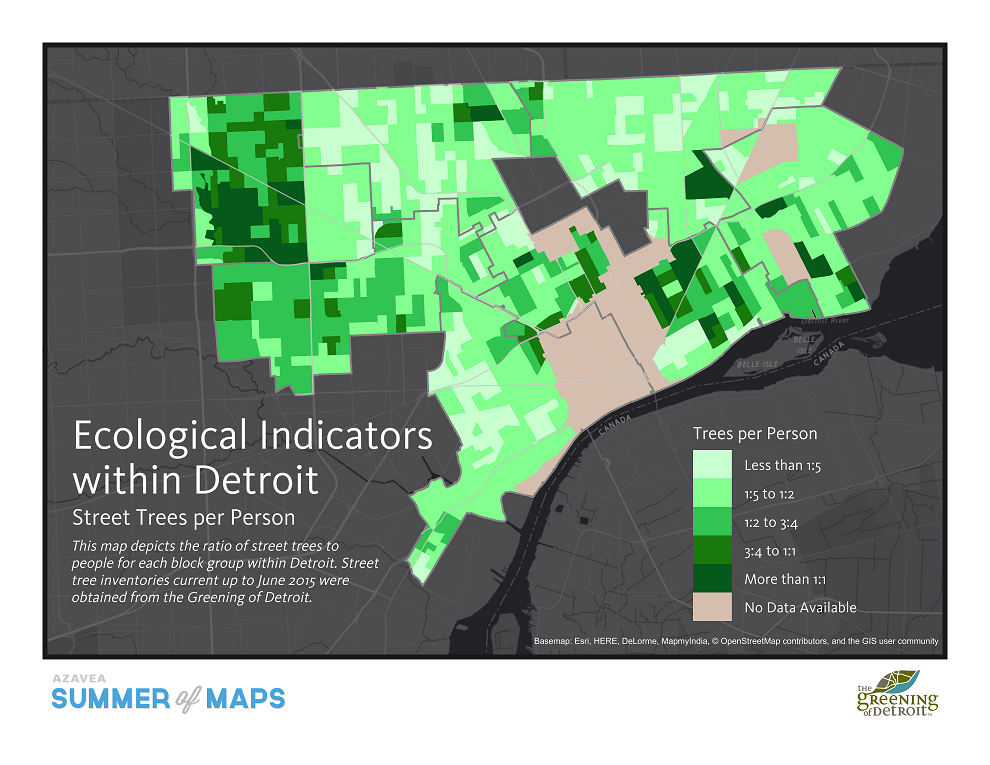 Detroit River
BELLE
ISLE
BELLE ISLE
CANADA
CANADA
Ecological Indicators
within Detroit
Street Trees per Person
This map depicts the ratio of street trees to
people for each block group within Detroit. Street
tree inventories current up to June 2015 were
obtained from the Greening of Detroit.
Trees per Person
Less than 1:5
1:5 to 1:2
1:2 to 3:4
3:4 to 1:1
More than 1:1
No Data Available
Basemap: Esri, HERE, DeLorme, MapmyIndia, © OpenStreetMap contributors, and the GIS user community
AZAVEA
SUMMER of MAPS
THE
GREENING
OF DETROIT™